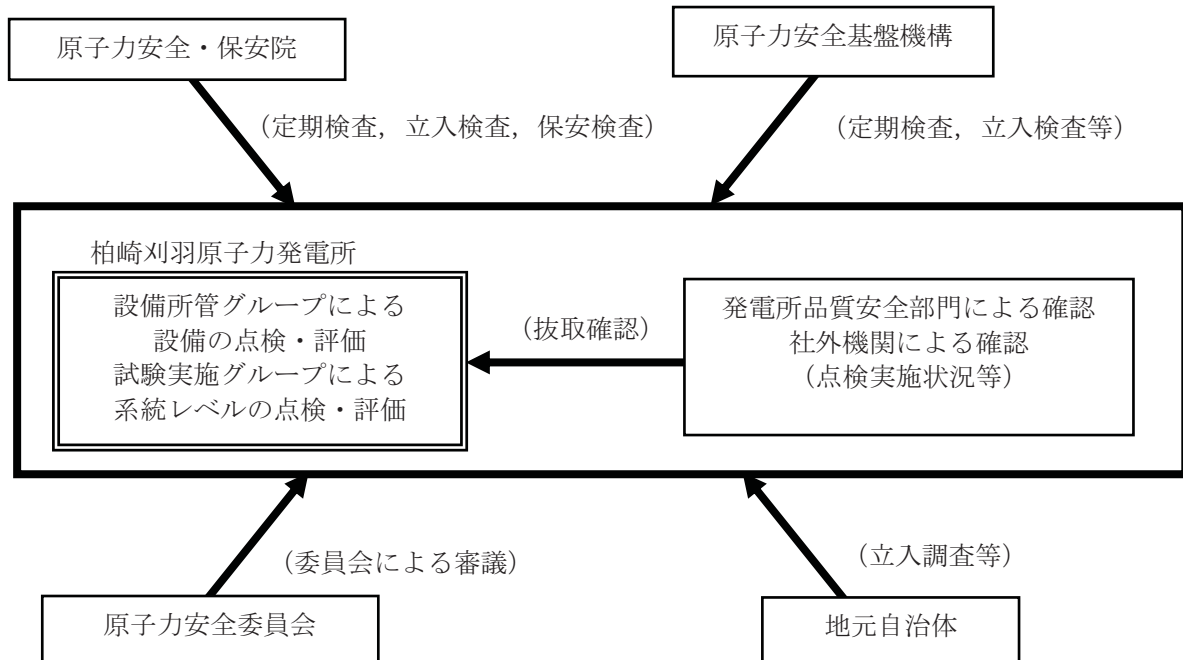 原子力安全・保安院
原子力安全基盤機構
（定期検査，立入検査，保安検査）
（定期検査，立入検査等）
柏崎刈羽原子力発電所
設備所管グループによる
設備の点検・評価
試験実施グループによる
系統レベルの点検・評価
（抜取確認）
発電所品質安全部門による確認
社外機関による確認
（点検実施状況等）
（委員会による審議）
（立入調査等）
原子力安全委員会
地元自治体